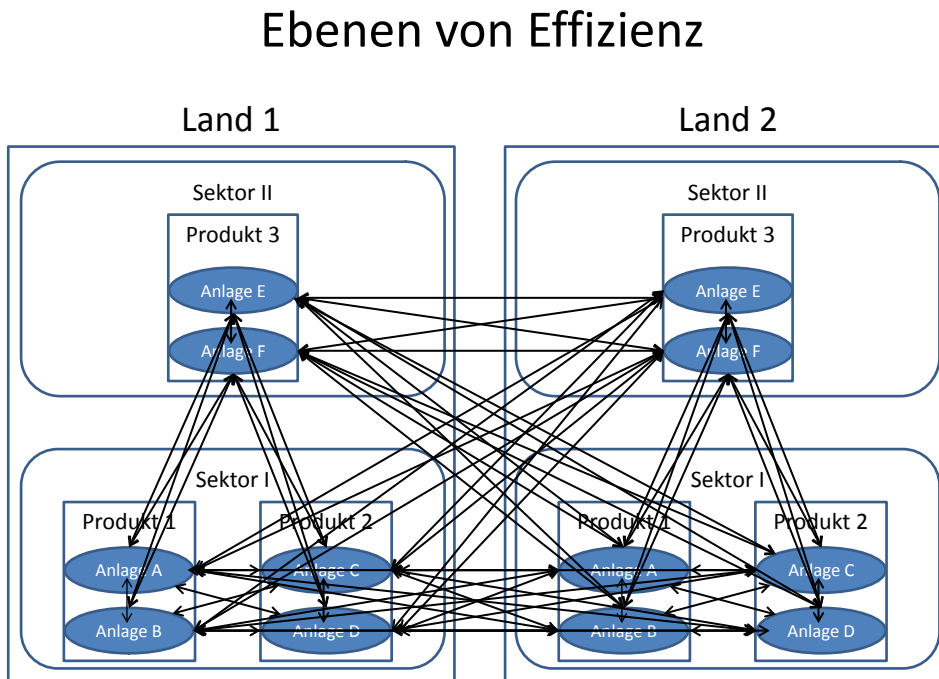 Ebenen von Effizienz
Land 1
Land 2
Sektor II
Produkt 3
Anlage E
Anlage F
Sektor II
Produkt 3
Anlage E
Anlage F
Sektor I
Produkt 1
Anlage A
Anlage B
Produkt 2
Anlage C
Anlage D
Sektor I
Produkt 1
Anlage A
Anlage B
Produkt 2
Anlage C
Anlage D